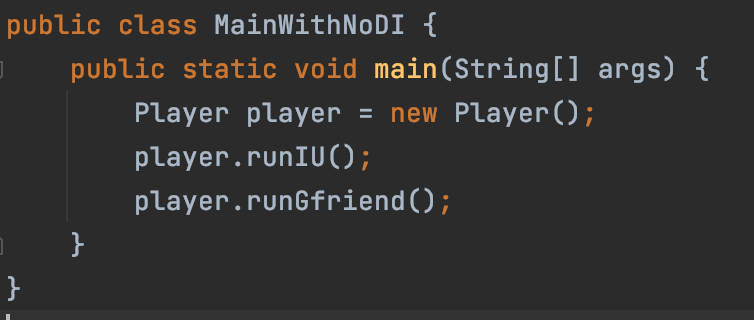 public class MainWithNoDI {
    public static void main(String[] args) {
        Player player = new Player();
        player.runIU();
        player.runGfriend();
    }
}